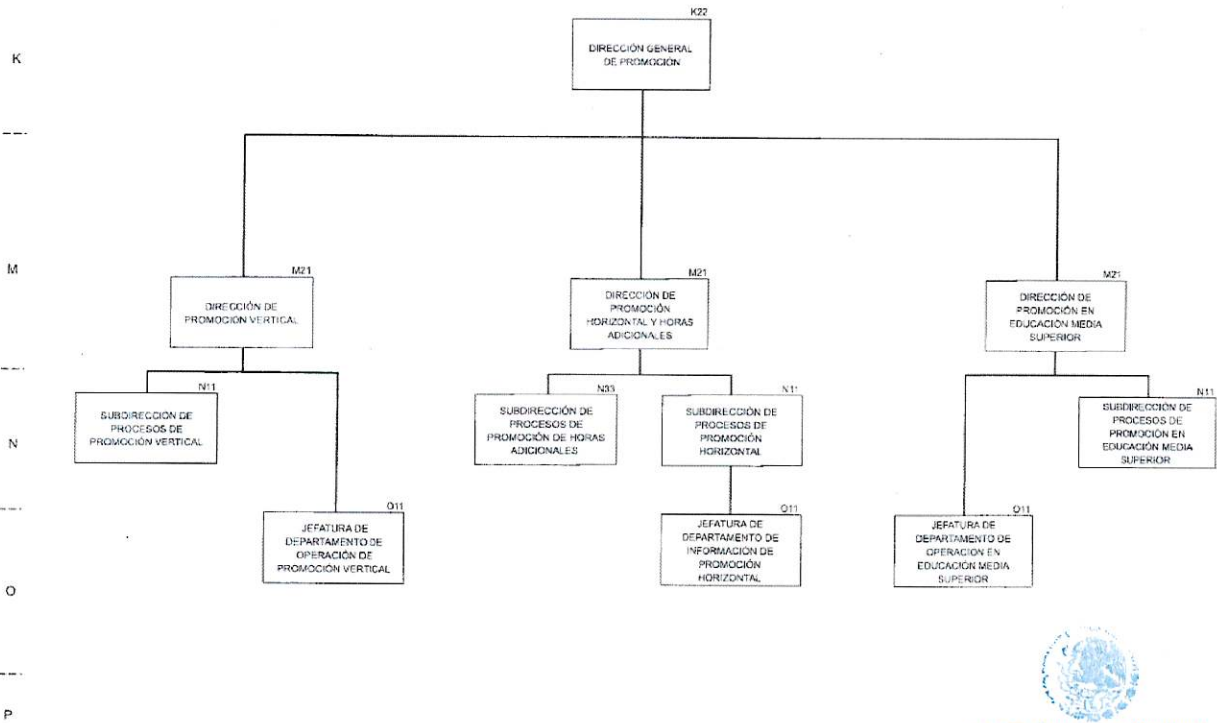 K22
K
DIRECCIÓN GENERAL
DE PROMOCIÓN
M
M21
DIRECCIÓN DE
PROMOCIÓN VERTICAL
M21
DIRECCIÓN DE
PROMOCIÓN
HORIZONTAL Y HORAS
ADICIONALES
M21
DIRECCIÓN DE
PROMOCIÓN EN
EDUCACIÓN MEDIA
SUPERIOR
N
N11
SUBDIRECCIÓN DE
PROCESOS DE
PROMOCIÓN VERTICAL
N33
SUBDIRECCIÓN DE
PROCESOS DE
PROMOCIÓN DE HORAS
ADICIONALES
N11
SUBDIRECCIÓN DE
PROCESOS DE
PROMOCIÓN
HORIZONTAL
N11
SUBDIRECCIÓN DE
PROCESOS DE
PROMOCIÓN EN
EDUCACIÓN MEDIA
SUPERIOR
O
O11
JEFATURA DE
DEPARTAMENTO DE
OPERACIÓN DE
PROMOCIÓN VERTICAL
O11
JEFATURA DE
DEPARTAMENTO DE
INFORMACIÓN DE
PROMOCIÓN
HORIZONTAL
O11
JEFATURA DE
DEPARTAMENTO DE
OPERACION EN
EDUCACIÓN MEDIA
SUPERIOR
P